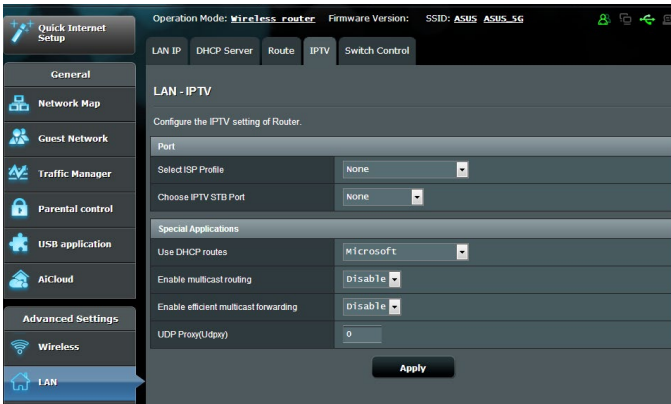 Quick Internet
Setup
Operation Mode: Wireless router Firmware Version: SSID: ASUS ASUS_5G
LAN IP DHCP Server Route IPTV Switch Control
General
Network Map
Guest Network
Traffic Manager
Parental control
USB application
AiCloud
Advanced Settings
Wireless
LAN
LAN - IPTV
Configure the IPTV setting of Router.
Port
Select ISP Profile None
Choose IPTV STB Port None
Special Applications
Use DHCP routes Microsoft
Enable multicast routing Disable
Enable efficient multicast forwarding Disable
UDP Proxy(Udpxy) 0
Apply